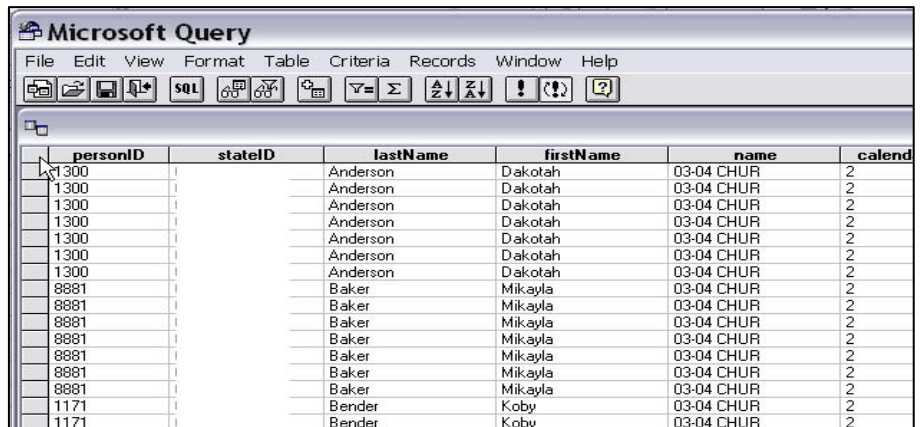 Microsoft Query
File Edit View Format Table Criteria Records Window Help
SQL
personID stateID lastName firstName name calend
1300 Anderson Dakotah 03-04 CHUR 2
1300 Anderson Dakotah 03-04 CHUR 2
1300 Anderson Dakotah 03-04 CHUR 2
1300 Anderson Dakotah 03-04 CHUR 2
1300 Anderson Dakotah 03-04 CHUR 2
1300 Anderson Dakotah 03-04 CHUR 2
1300 Anderson Dakotah 03-04 CHUR 2
8881 Baker Mikayla 03-04 CHUR 2
8881 Baker Mikayla 03-04 CHUR 2
8881 Baker Mikayla 03-04 CHUR 2
8881 Baker Mikayla 03-04 CHUR 2
8881 Baker Mikayla 03-04 CHUR 2
8881 Baker Mikayla 03-04 CHUR 2
8881 Baker Mikayla 03-04 CHUR 2
1171 Bender Koby 03-04 CHUR 2
1171 Bender Koby 03-04 CHUR 2